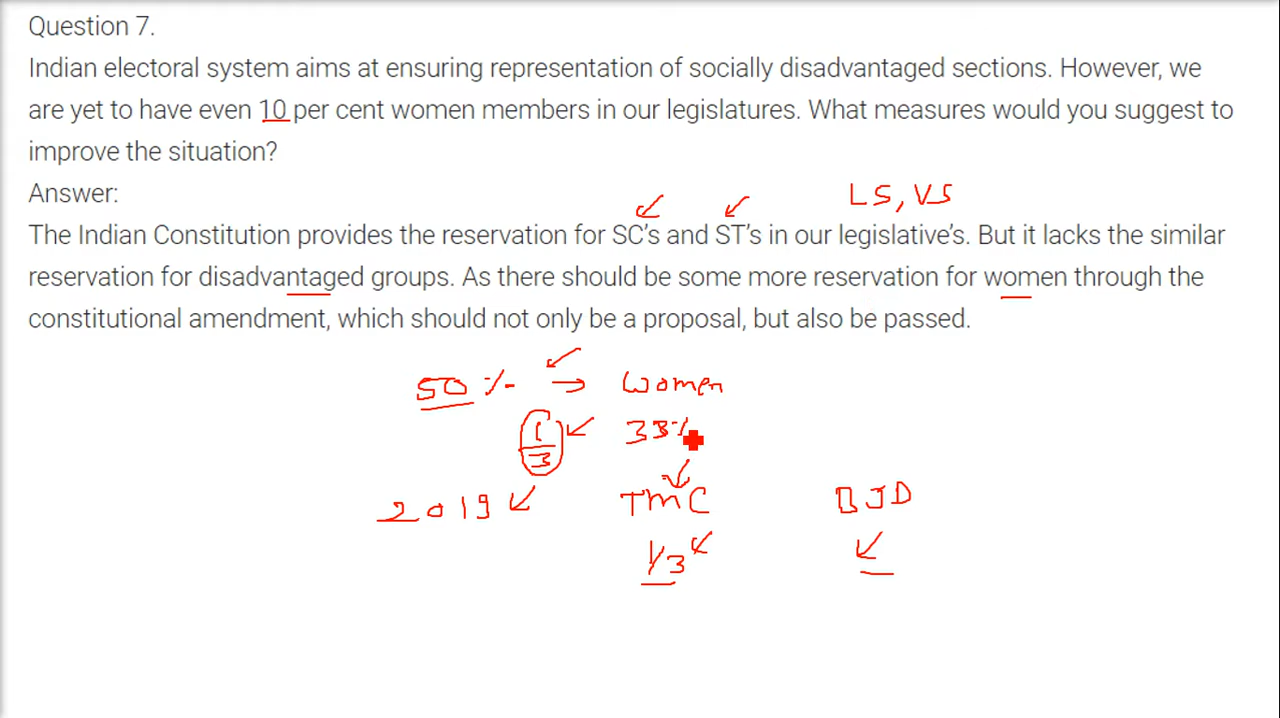 Question 7.
Indian electoral system aims at ensuring representation of socially disadvantaged sections. However, we
are yet to have even 10 per cent women members in our legislatures. What measures would you suggest to
improve the situation?
Answer:
LS, VS
The Indian Constitution provides the reservation for SC's and ST's in our legislative's. But it lacks the similar
reservation for disadvantaged groups. As there should be some more reservation for women through the
constitutional amendment, which should not only be a proposal, but also be passed.
50% → Women
1/3 33%
2019 TMC BJD
1/3